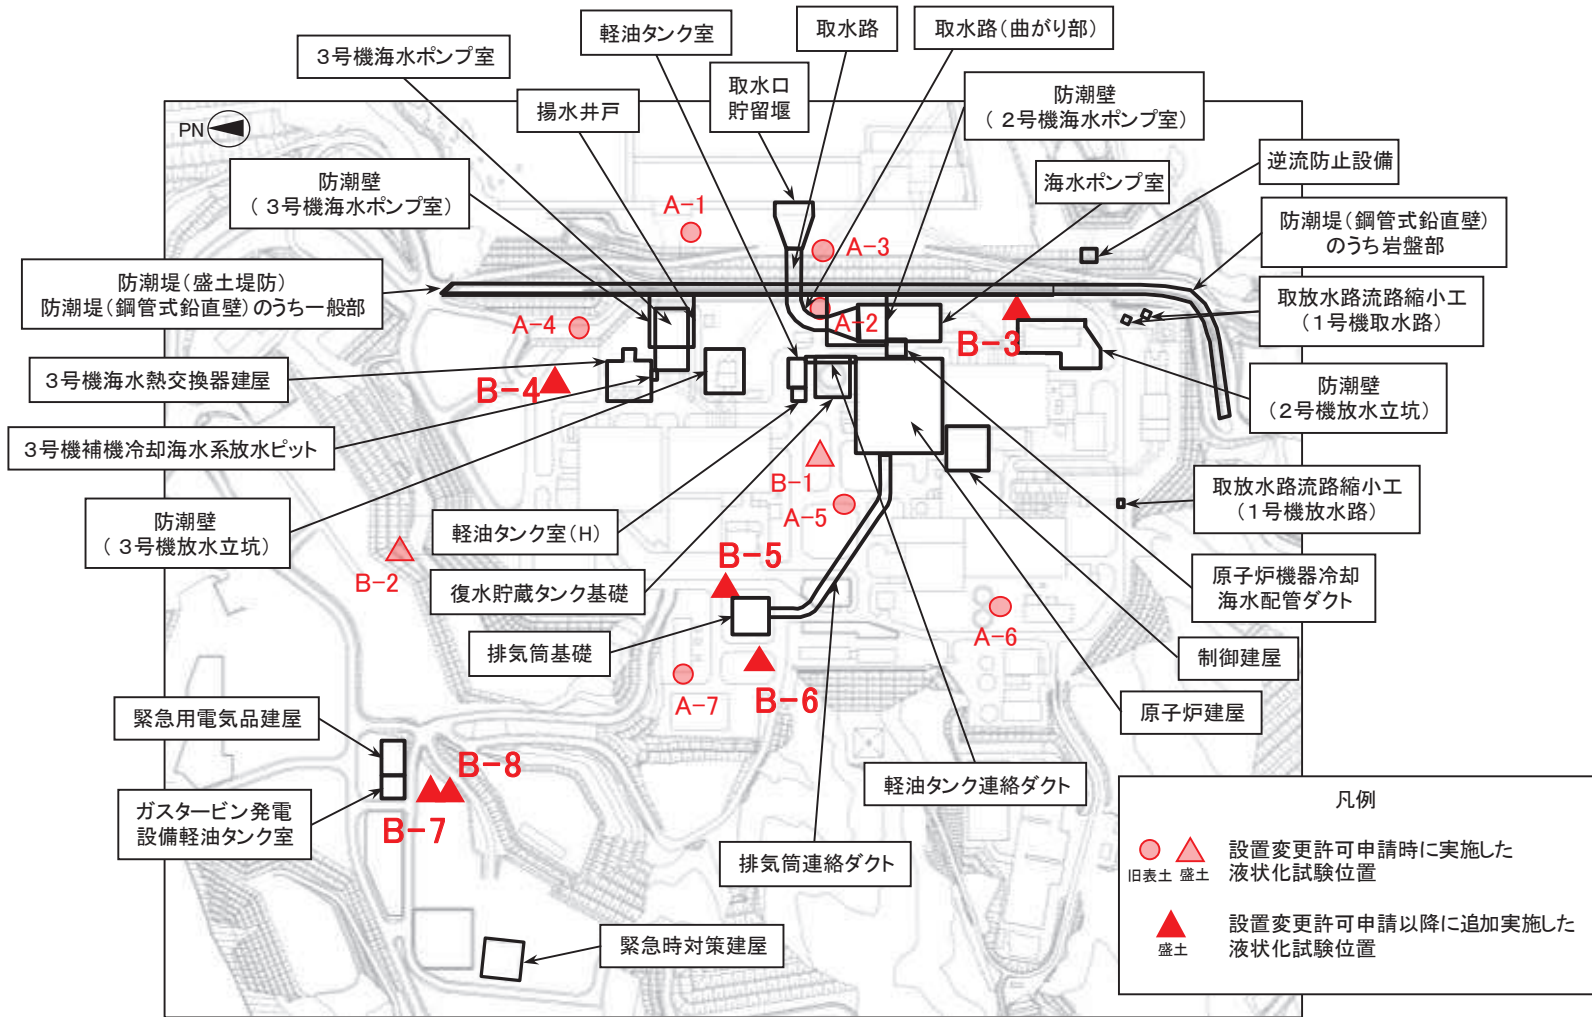 軽油タンク室
取水路
取水路（曲がり部）
３号機海水ポンプ室
揚水井戸
取水口
貯留堰
防潮壁
（２号機海水ポンプ室）
PN
防潮壁
（３号機海水ポンプ室）
海水ポンプ室
逆流防止設備
A-1
A-3
防潮堤（鋼管式鉛直壁）
のうち岩盤部
防潮堤（盛土堤防）
防潮堤（鋼管式鉛直壁）のうち一般部
A-4
A-2
B-3
取放水路流路縮小工
（１号機取水路）
３号機海水熱交換器建屋
B-4
防潮壁
（２号機放水立坑）
３号機補機冷却海水系放水ピット
B-1
A-5
取放水路流路縮小工
（１号機放水路）
防潮壁
（３号機放水立坑）
軽油タンク室（H）
B-2
B-5
復水貯蔵タンク基礎
原子炉機器冷却
海水配管ダクト
A-6
排気筒基礎
制御建屋
A-7
B-6
原子炉建屋
緊急用電気品建屋
B-8
軽油タンク連絡ダクト
ガスタービン発電
設備軽油タンク室
B-7
排気筒連絡ダクト
緊急時対策建屋
凡例
旧表土 盛土
設置変更許可申請時に実施した
液状化試験位置
盛土
設置変更許可申請以降に追加実施した
液状化試験位置